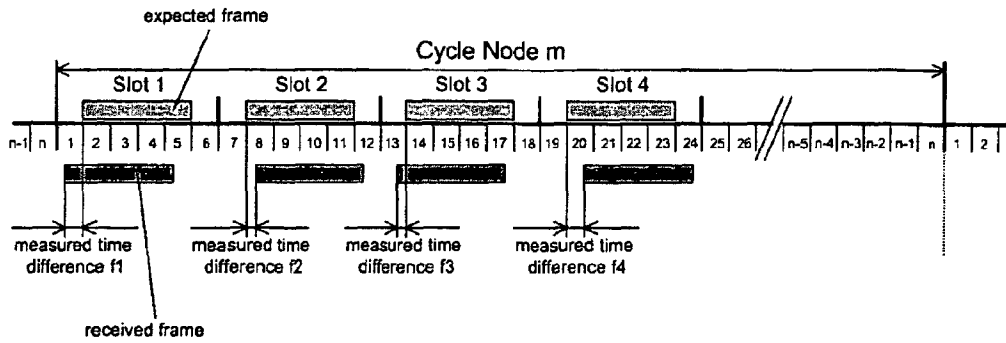 expected frame
Cycle Node m
Slot 1 Slot 2 Slot 3 Slot 4
n-1 n 1 2 3 4 5 6 7 8 9 10 11 12 13 14 15 16 17 18 19 20 21 22 23 24 25 26 n-5 n-4 n-3 n-2 n-1 n 1 2
measured time measured time measured time measured time
difference f1 difference f2 difference f3 difference f4
received frame